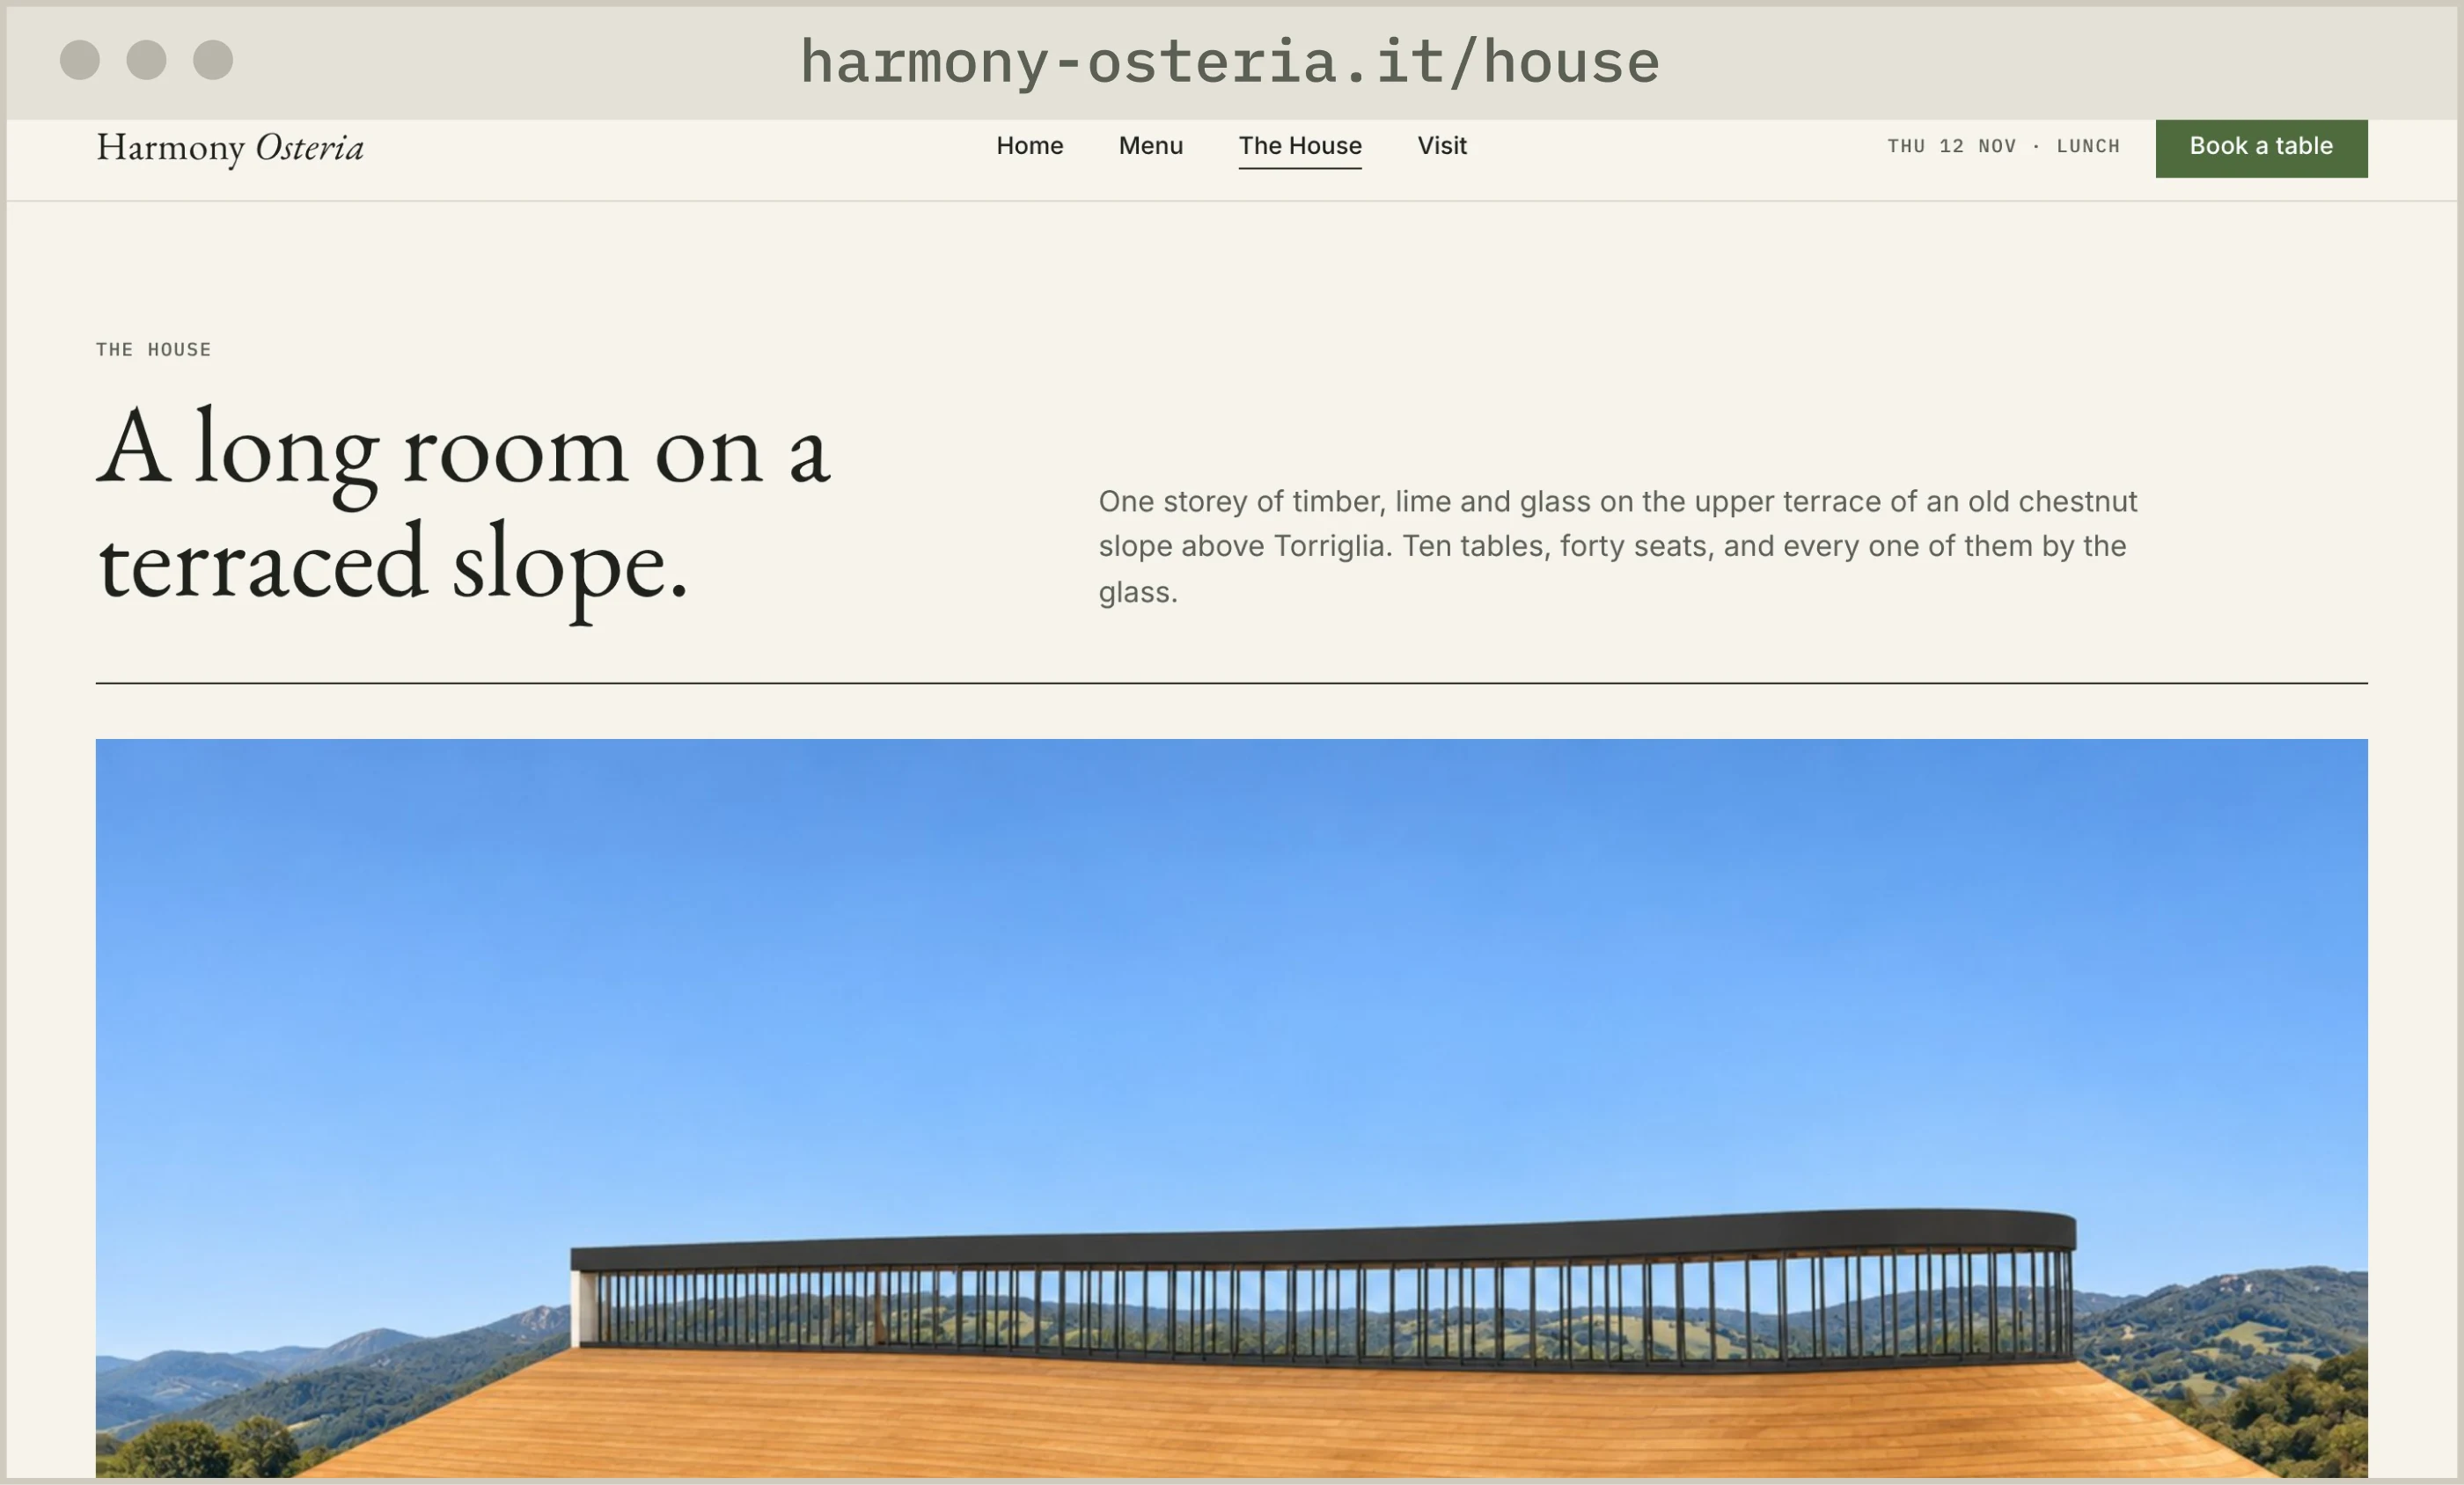 harmony-osteria.it/house
Harmony Osteria
Home
Menu
The House
Visit
THU 12 NOV · LUNCH
Book a table
THE HOUSE
A long room on a
terraced slope.
One storey of timber, lime and glass on the upper terrace of an old chestnut
slope above Torriglia. Ten tables, forty seats, and every one of them by the
glass.